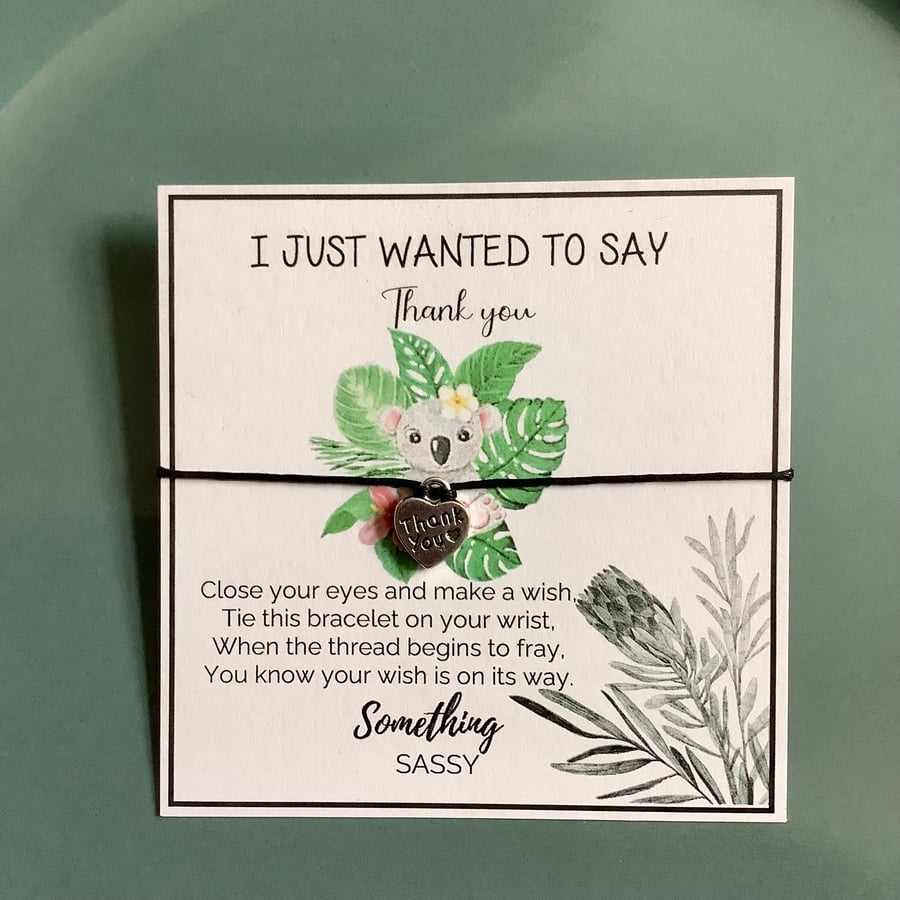 I JUST WANTED TO SAY
Thank you
Thank
you
Close your eyes and make a wish,
Tie this bracelet on your wrist,
When the thread begins to fray,
You know your wish is on its way.
Something
SASSY